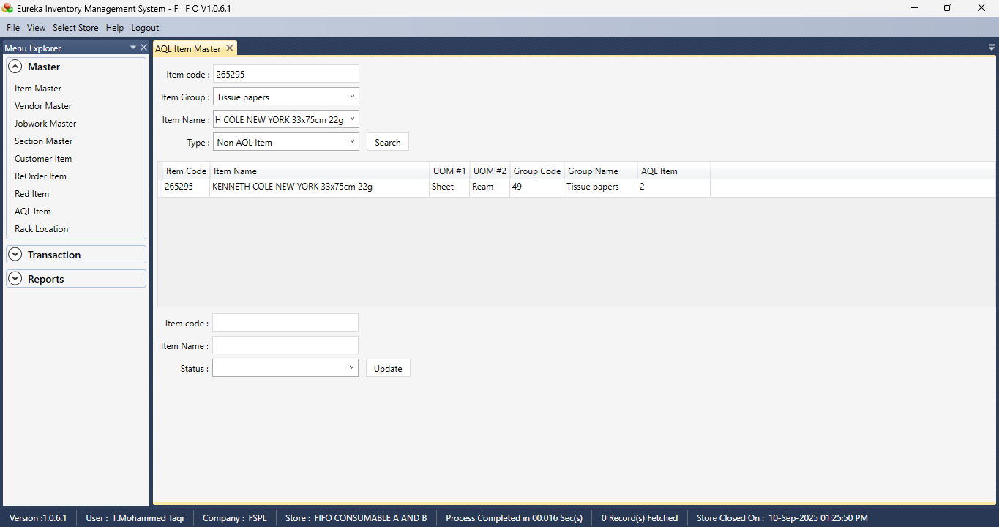 Eureka Inventory Management System - F I F O V1.0.6.1
File View Select Store Help Logout
Menu Explorer
Master
Item Master
Vendor Master
Jobwork Master
Section Master
Customer Item
ReOrder Item
Red Item
AQL Item
Rack Location
Transaction
Reports
AQL Item Master
Item code : 265295
Item Group : Tissue papers
Item Name : H COLE NEW YORK 33x75cm 22g
Type : Non AQL Item Search
Item Code Item Name UOM #1 UOM #2 Group Code Group Name AQL Item
265295 KENNETH COLE NEW YORK 33x75cm 22g Sheet Ream 49 Tissue papers 2
Item code :
Item Name :
Status : Update
Version :1.0.6.1 User : T.Mohammed Taqi Company : FSPL Store : FIFO CONSUMABLE A AND B Process Completed in 00.016 Sec(s) 0 Record(s) Fetched Store Closed On : 10-Sep-2025 01:25:50 PM